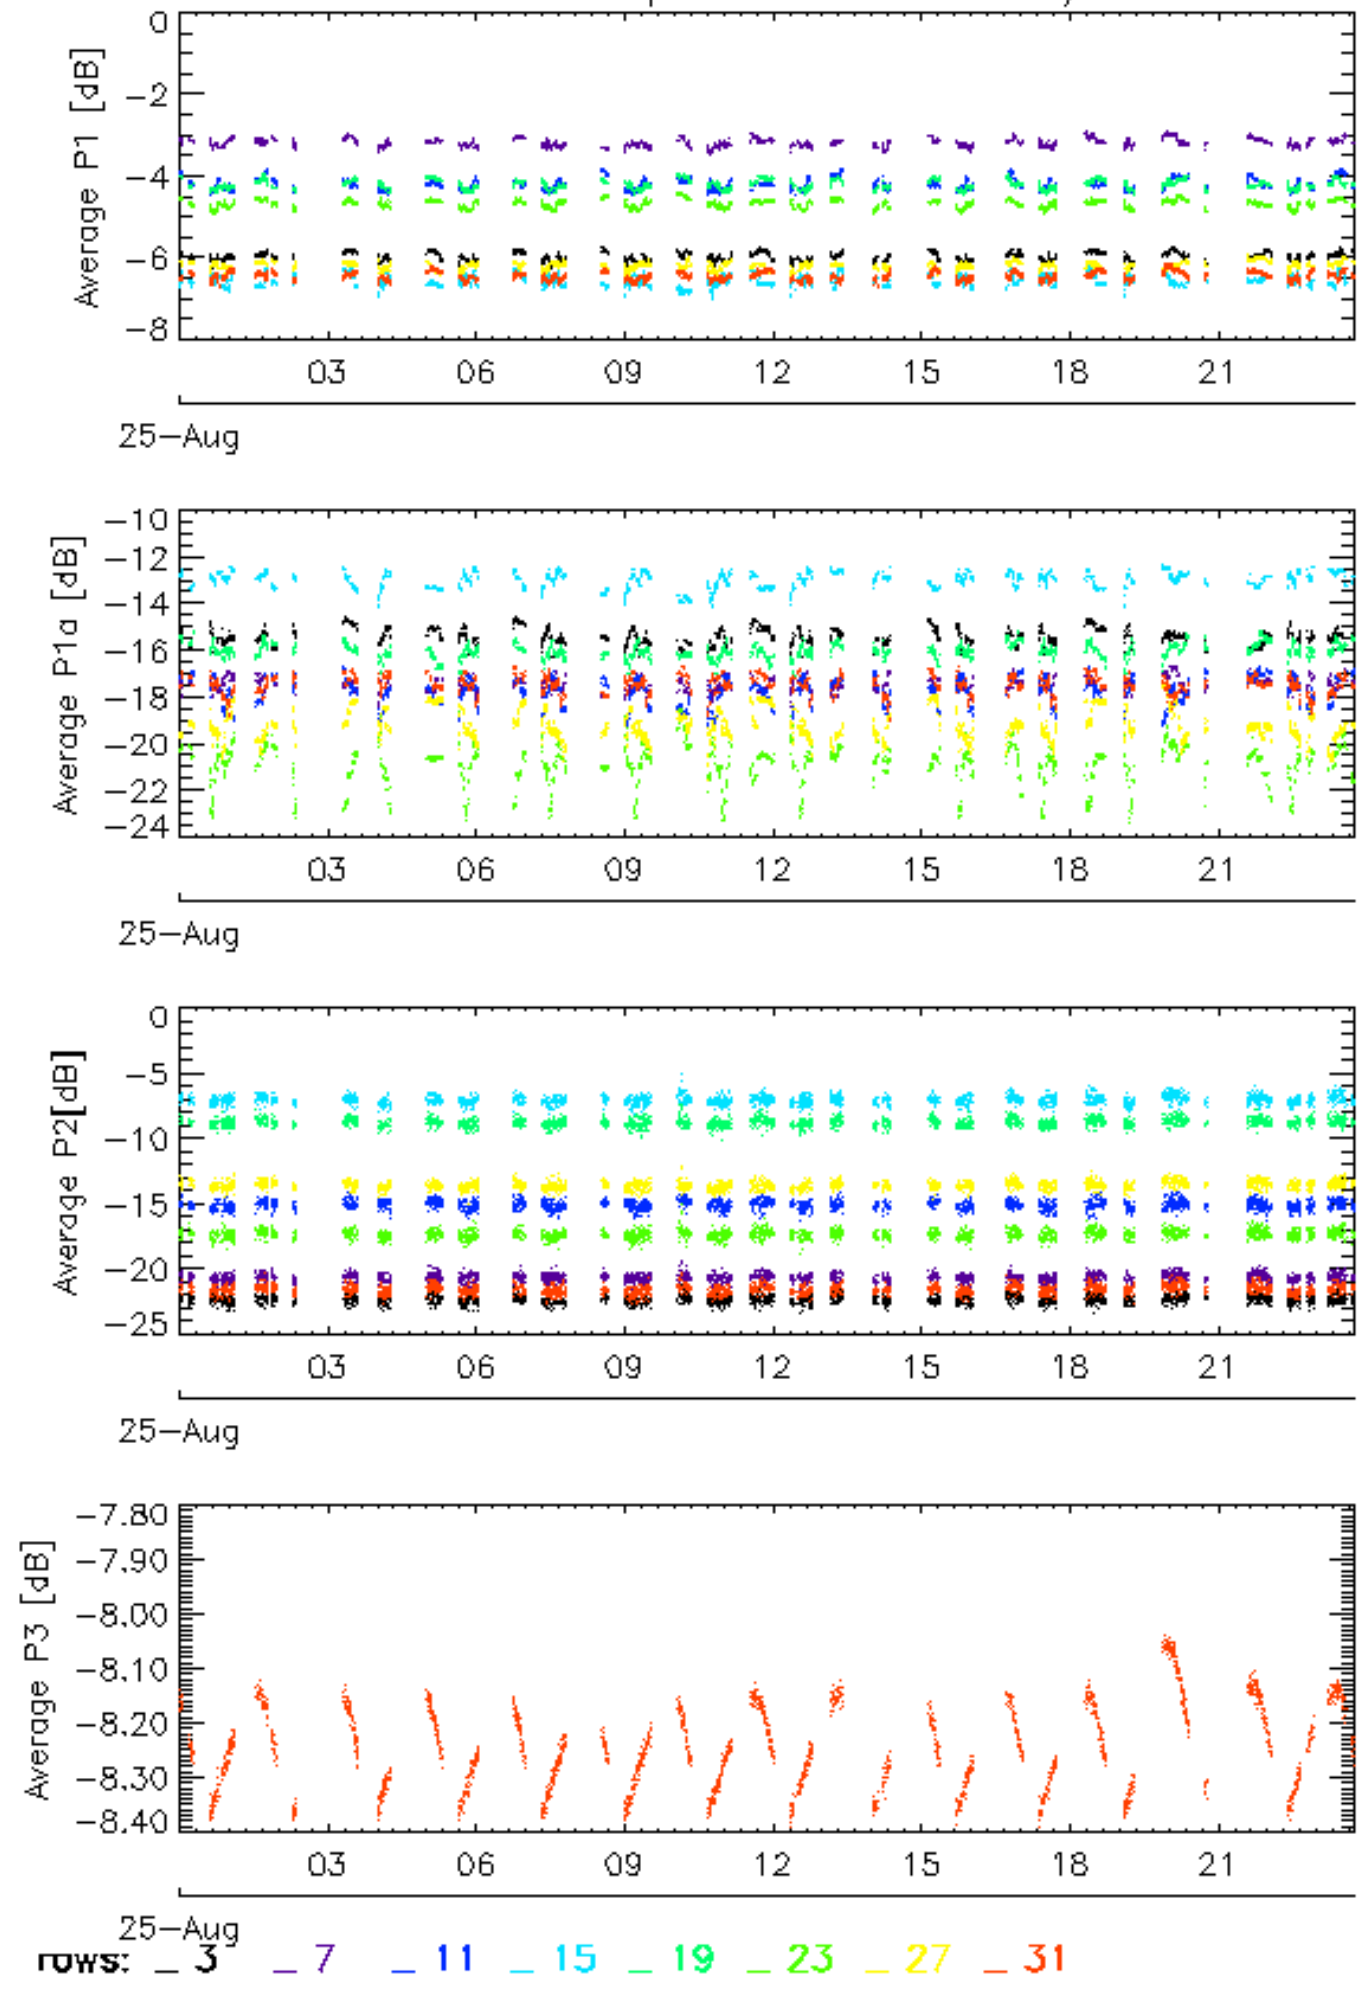 0
-2
-4
-6
-8
Average P1 [dB]
03 06 09 12 15 18 21
25-Aug
-10
-12
-14
-16
-18
-20
-22
-24
Average P1a [dB]
03 06 09 12 15 18 21
25-Aug
0
-5
-10
-15
-20
-25
Average P2[dB]
03 06 09 12 15 18 21
25-Aug
-7.80
-7.90
-8.00
-8.10
-8.20
-8.30
-8.40
Average P3 [dB]
03 06 09 12 15 18 21
25-Aug
rows: _ 3 _ 7 _ 11 _ 15 _ 19 _ 23 _ 27 _ 31